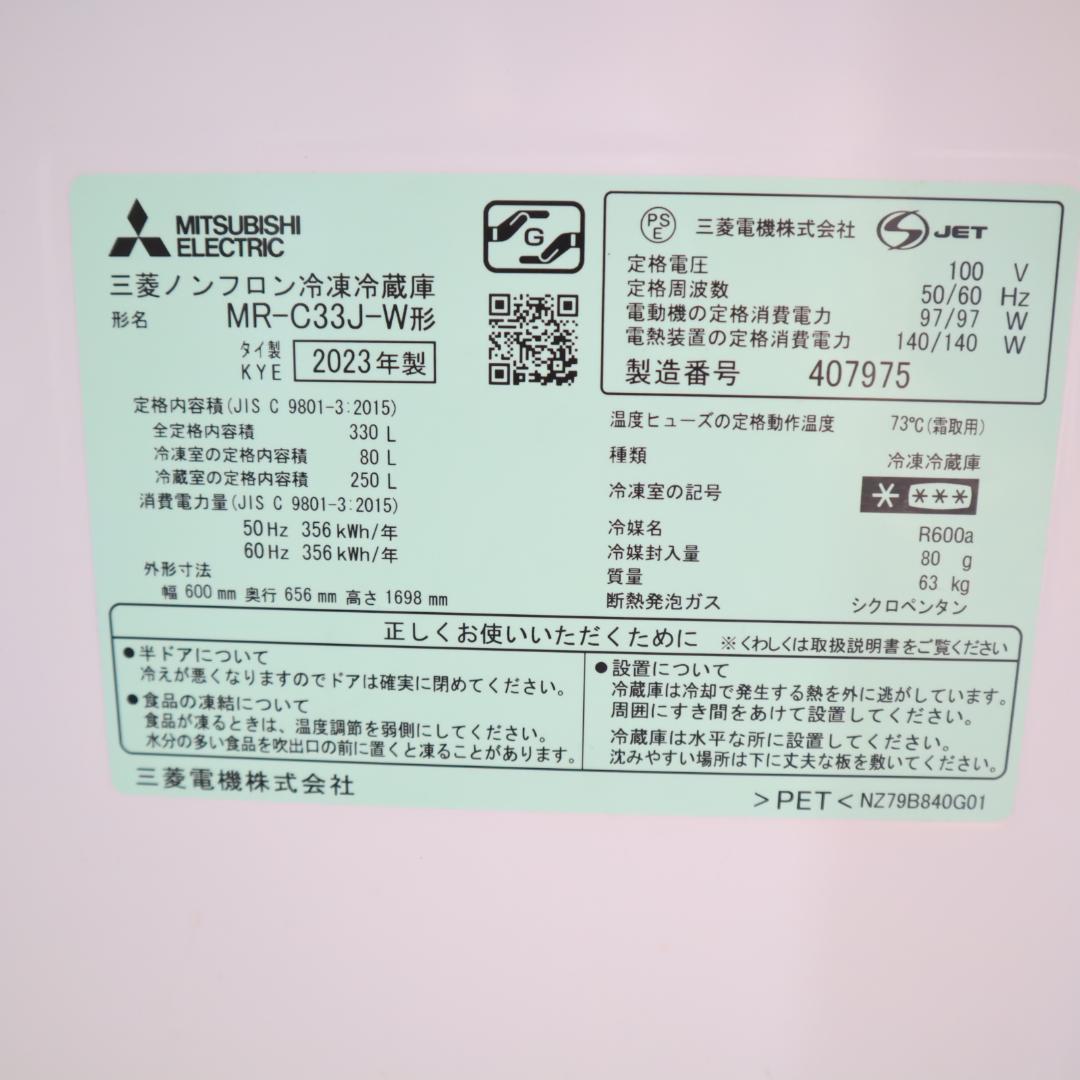 MITSUBISHI
ELECTRIC
三菱ノンフロン冷凍冷蔵庫
形名 MR-C33J-W形
タイ製
KYE 2023年製
定格内容積(JIS C 9801-3:2015)
全定格内容積 330 L
冷凍室の定格内容積 80 L
冷蔵室の定格内容積 250 L
消費電力量(JIS C 9801-3:2015)
50Hz 356kWh/年
60Hz 356kWh/年
外形寸法
幅 600mm 奥行 656mm 高さ 1698mm
G
PS
E
三菱電機株式会社 JET
定格電圧 100 V
定格周波数 50/60 Hz
電動機の定格消費電力 97/97 W
電熱装置の定格消費電力 140/140 W
製造番号 407975
温度ヒューズの定格動作温度 73℃(霜取用)
種類 冷凍冷蔵庫
冷凍室の記号 * ***
冷媒名 R600a
冷媒封入量 80 g
質量 63 kg
断熱発泡ガス シクロペンタン
正しくお使いいただくために ※くわしくは取扱説明書をご覧ください
●半ドアについて
冷えが悪くなりますのでドアは確実に閉めてください。
●食品の凍結について
食品が凍るときは、温度調節を弱側にしてください。
水分の多い食品を吹出口の前に置くと凍ることがあります。
●設置について
冷蔵庫は冷却で発生する熱を外に逃がしています。
周囲にすき間をあけて設置してください。
冷蔵庫は水平な所に設置してください。
沈みやすい場所は下に丈夫な板を敷いてください。
三菱電機株式会社
>PET< NZ79B840G01